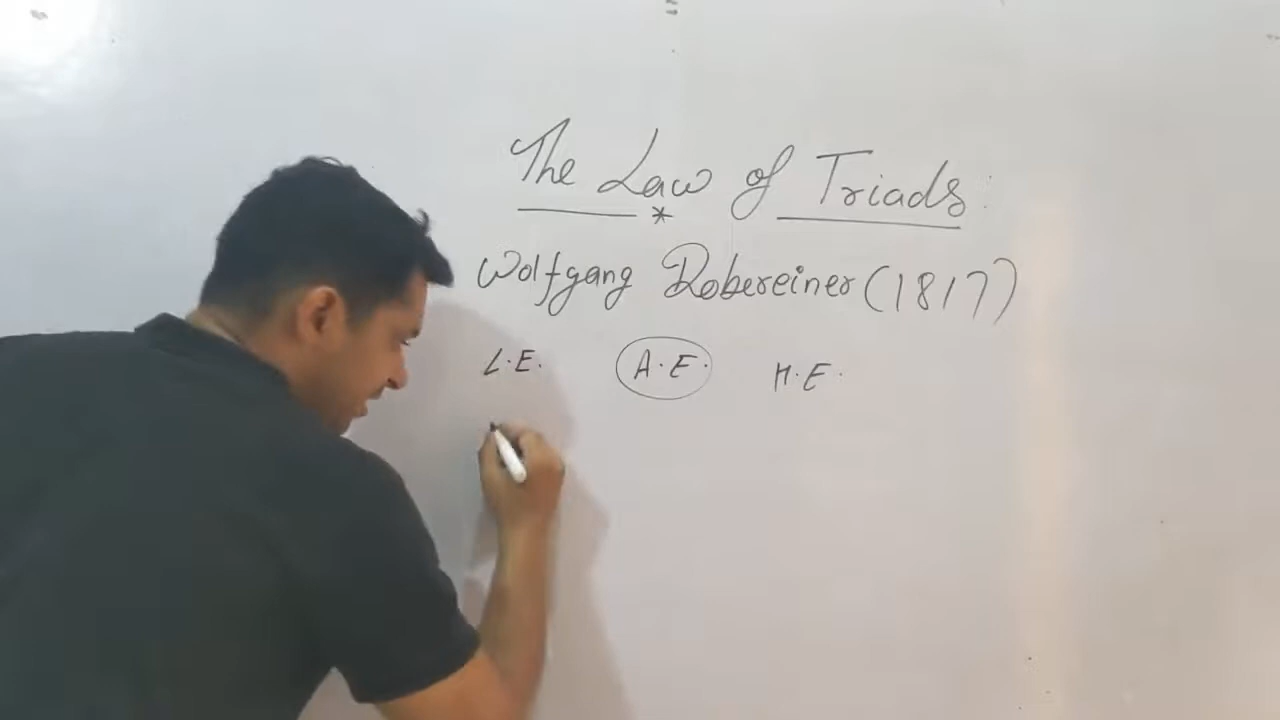 The Law of Triads:
Wolfgang Dobereiner (1817)
L.E. A.E. H.E.